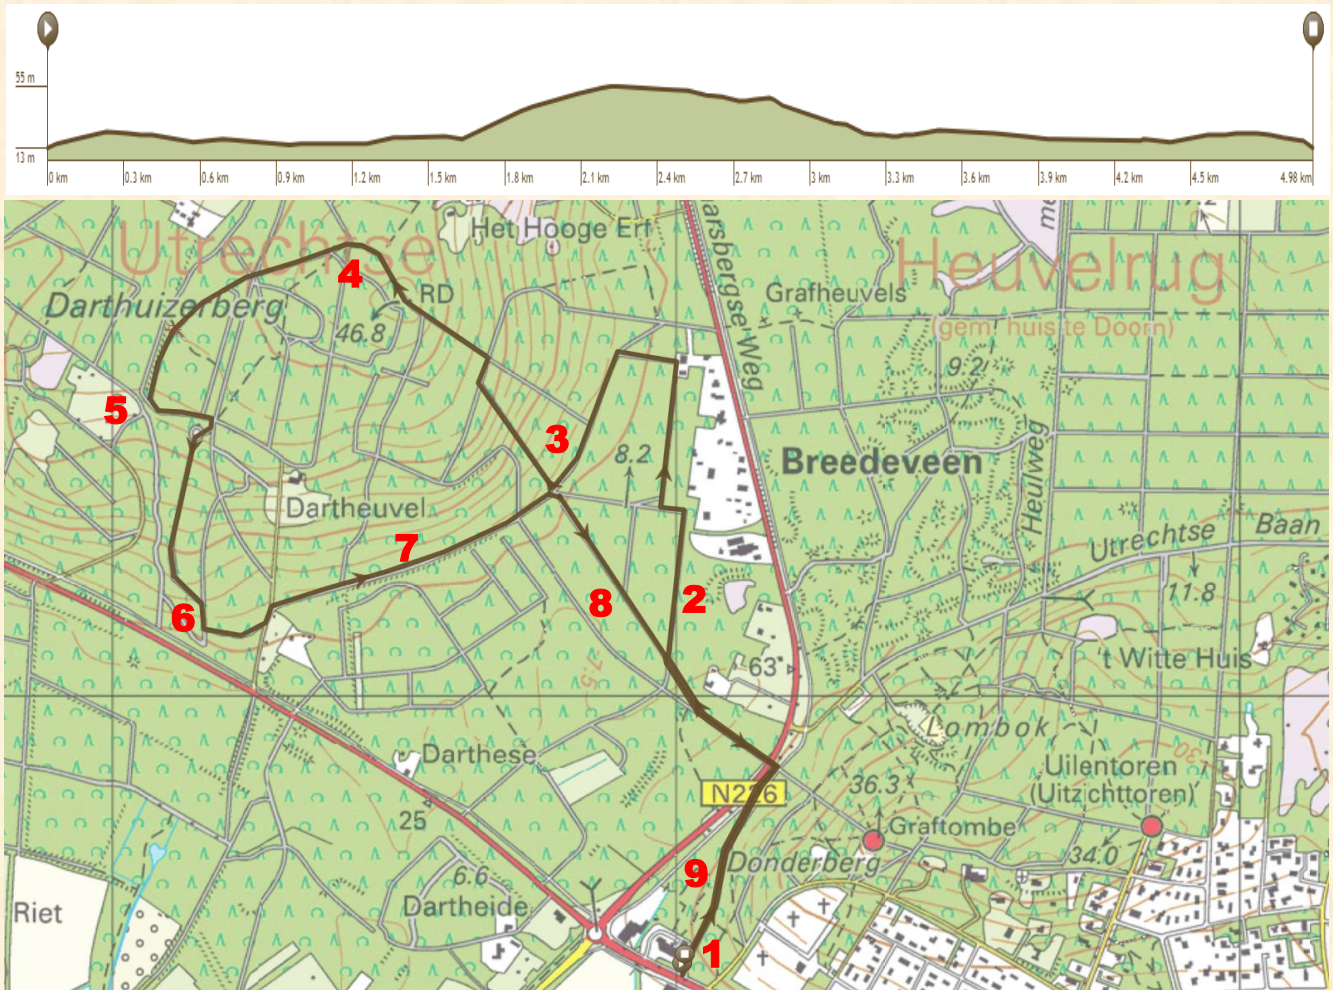 55 m
13 m
0 km
0.3 km
0.6 km
0.9 km
1.2 km
1.5 km
1.8 km
2.1 km
2.4 km
2.7 km
3 km
3.3 km
3.6 km
3.9 km
4.2 km
4.5 km
4.98 km
Het Hooge Erf
Utrechtse
Heuvelrug
(gem. huis te Doorn)
arsbergse Weg
Grafheuvels
Darthuizerberg
4
RD
46.8
9.2
5
3
8.2
Breedeveen
Heulweg
Dartheuvel
Utrechtse Baan
7
11.8
8
2
6
7.5
't Witte Huis
63
Lombok
Darthese
30
Uilentoren
(Uitzichttoren)
N226
36.3
25
Graftombe
34.0
Donderberg
9
6.6
Dartheide
Riet
1